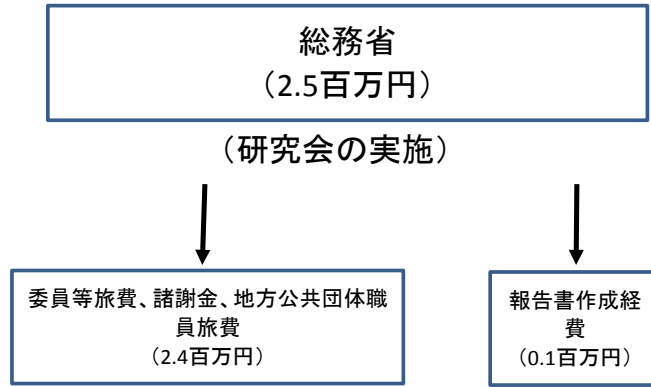 総務省
（2.5百万円）
（研究会の実施）
委員等旅費、諸謝金、地方公共団体職
員旅費
（2.4百万円）
報告書作成経
費
（0.1百万円）